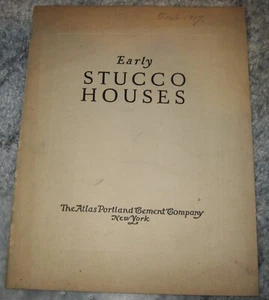 Early
STUCCO
HOUSES
The Atlas Portland Cement Company
New York